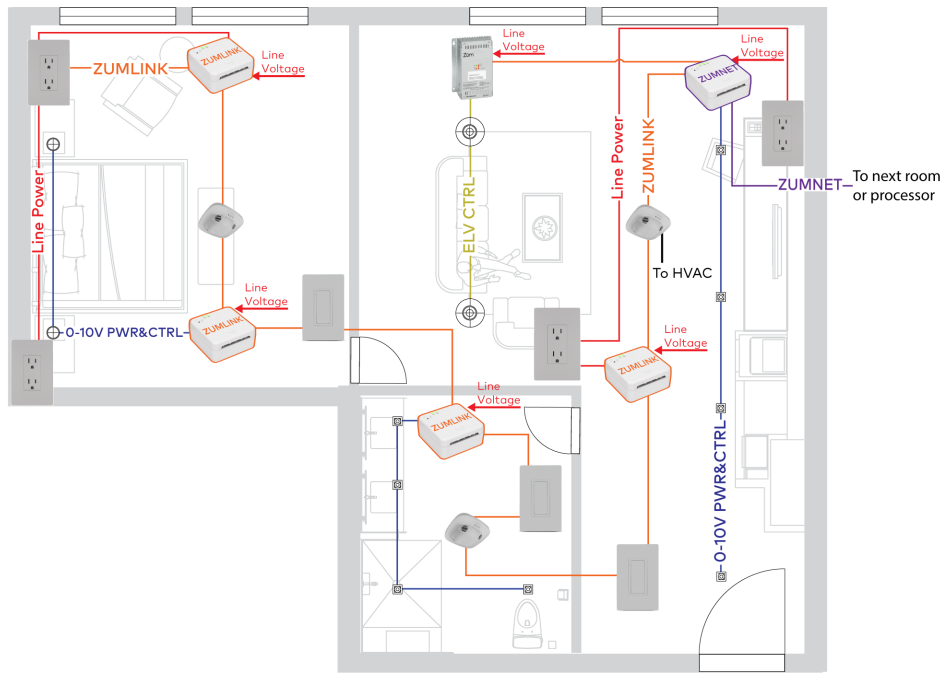 Line
Voltage
ZUMLINK
Line
Voltage
Zūm
ZUMNET
Line
Voltage
Line Power
ZUMLINK
ELV CTRL
Line Power
ZUMNET
To next room
or processor
To HVAC
Line
Voltage
0-10V PWR&CTRL
ZUMLINK
Line
Voltage
ZUMLINK
Line
Voltage
ZUMLINK
0-10V PWR&CTRL